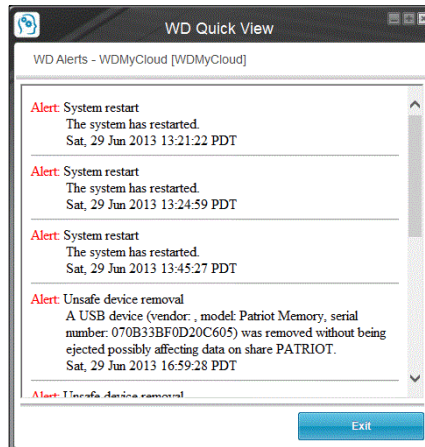 WD Quick View
WD Alerts - WDMyCloud [WDMyCloud]
Alert: System restart
The system has restarted.
Sat, 29 Jun 2013 13:21:22 PDT
Alert: System restart
The system has restarted.
Sat, 29 Jun 2013 13:24:59 PDT
Alert: System restart
The system has restarted.
Sat, 29 Jun 2013 13:45:27 PDT
Alert: Unsafe device removal
A USB device (vendor: , model: Patriot Memory, serial
number: 070B33BF0D20C605) was removed without being
ejected possibly affecting data on share PATRIOT.
Sat, 29 Jun 2013 16:59:28 PDT
Alert: Unsafe device removal
Exit